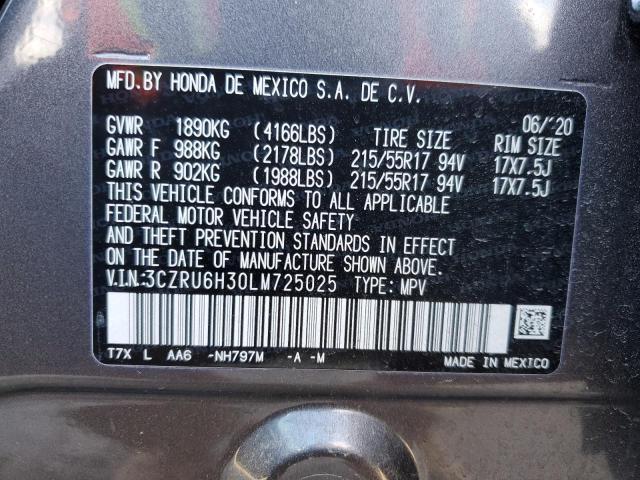 MFD.BY HONDA DE MEXICO S.A. DE C.V.
06/'20
GVWR 1890KG (4166LBS) TIRE SIZE RIM SIZE
GAWR F 988KG (2178LBS) 215/55R17 94V 17X7.5J
GAWR R 902KG (1988LBS) 215/55R17 94V 17X7.5J
THIS VEHICLE CONFORMS TO ALL APPLICABLE
FEDERAL MOTOR VEHICLE SAFETY
AND THEFT PREVENTION STANDARDS IN EFFECT
ON THE DATE OF MANUFACTURE SHOWN ABOVE.
V.I.N.:3CZRU6H30LM725025 TYPE: MPV
T7X L AA6 -NH797M -A -M
MADE IN MEXICO